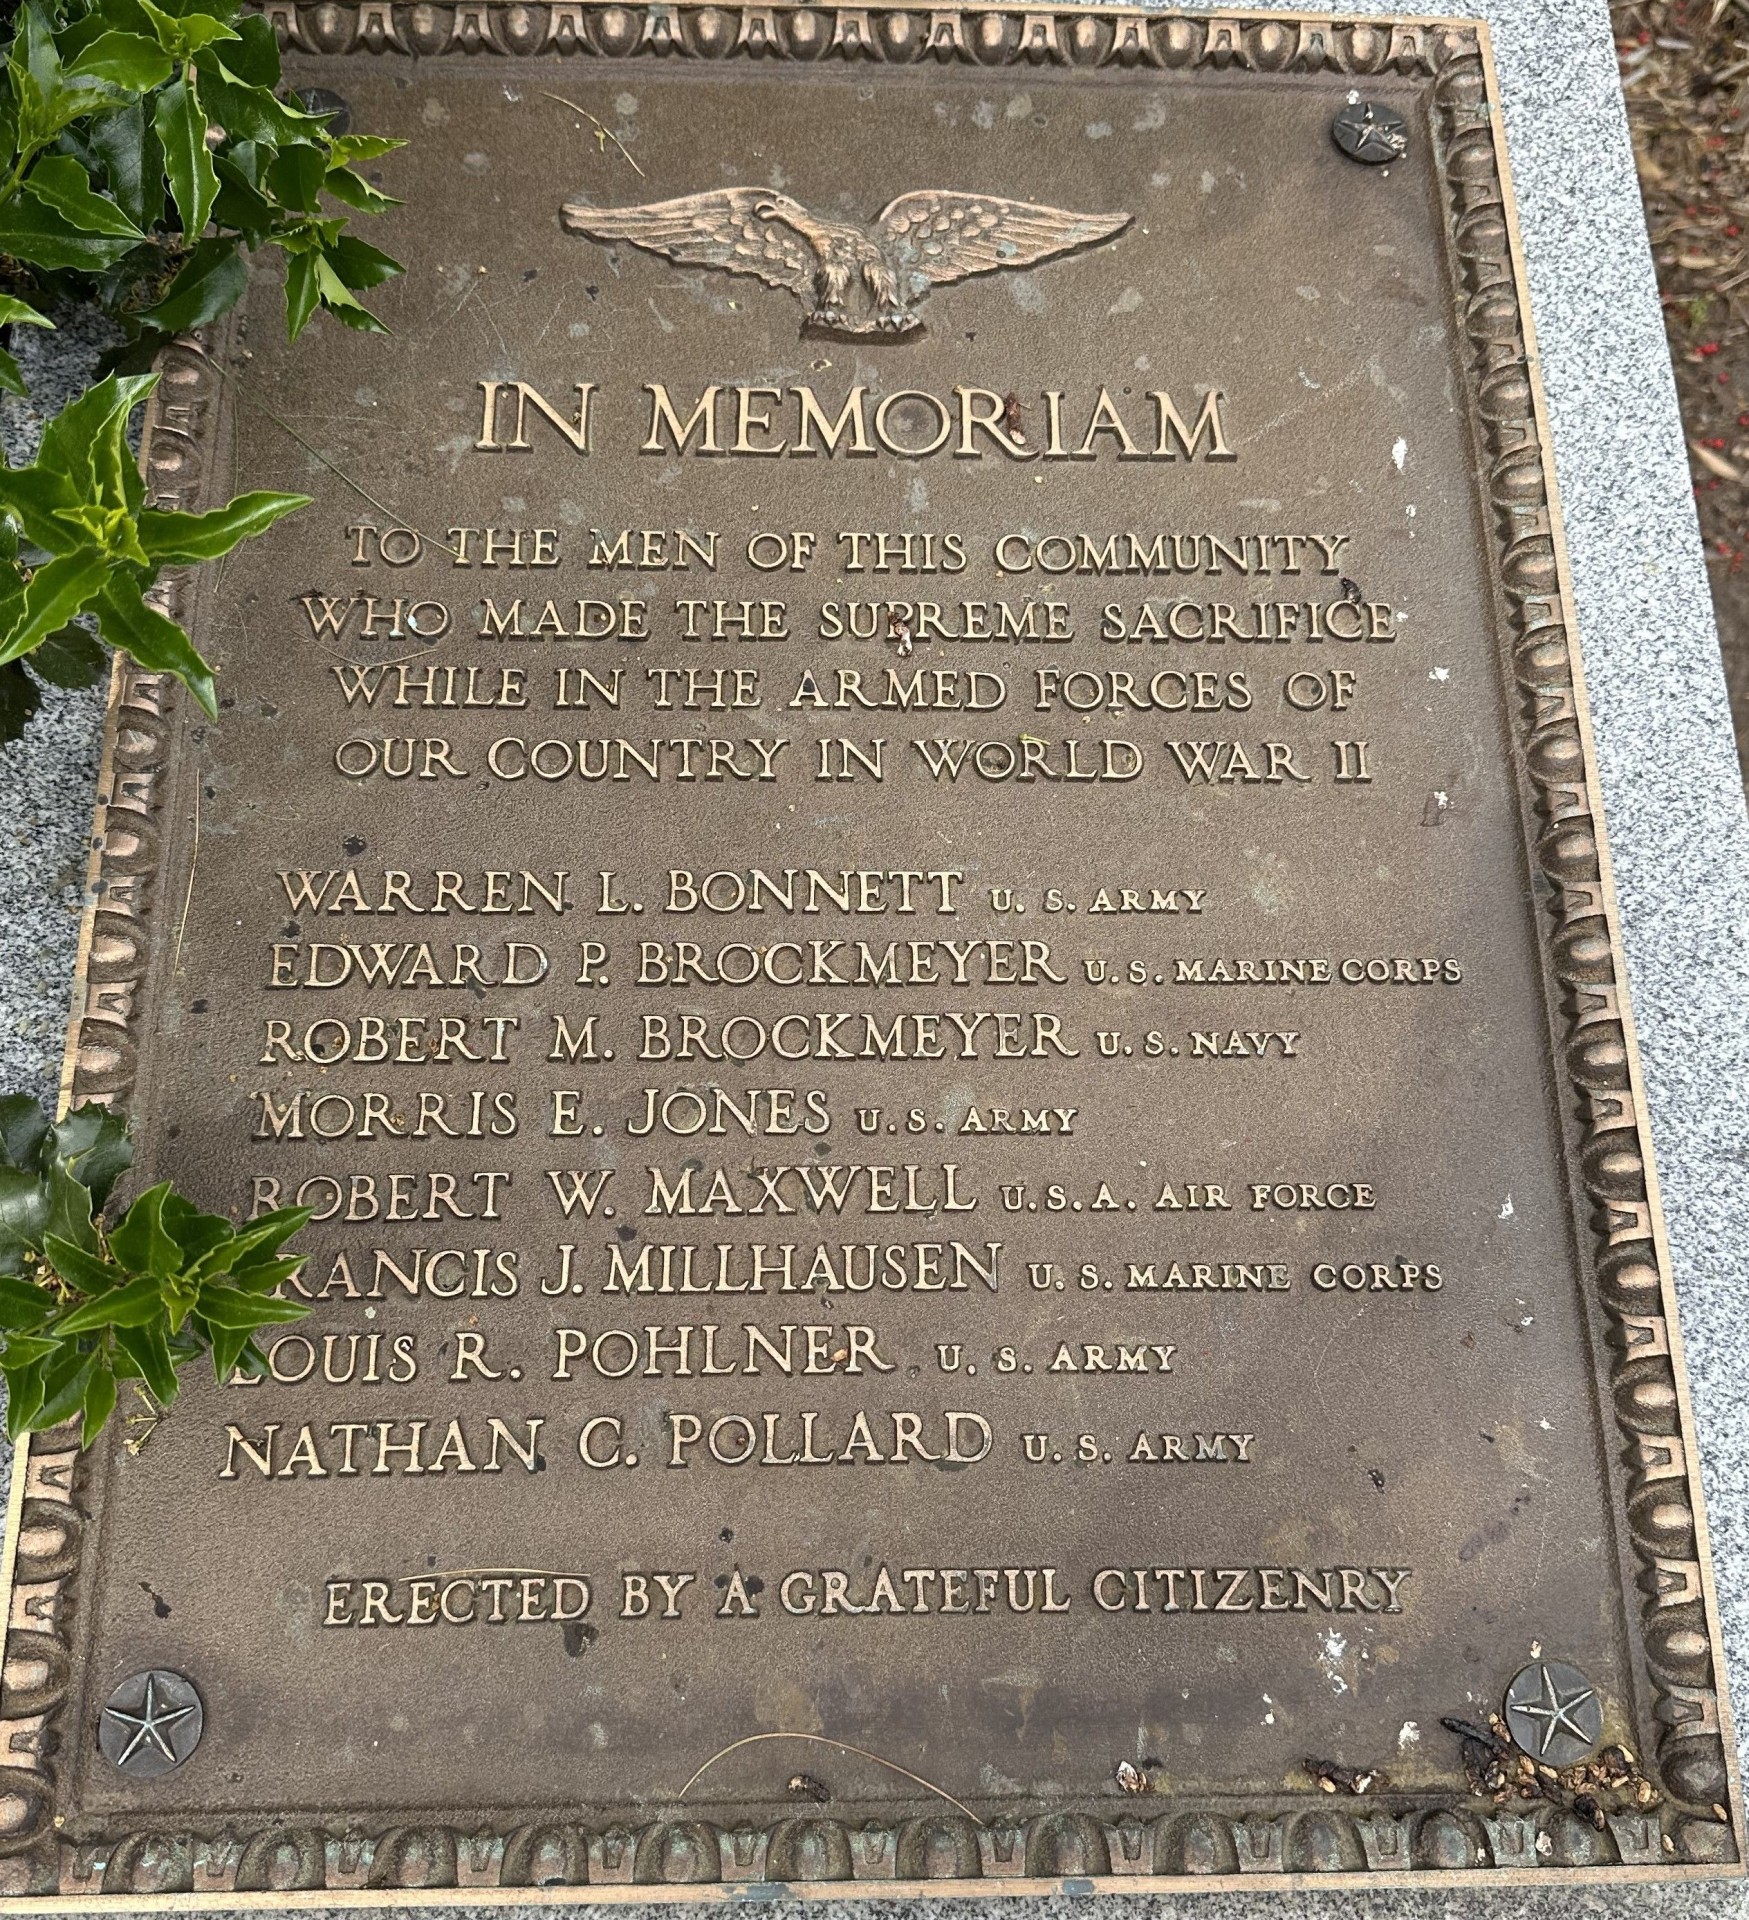 IN MEMORIAM
TO THE MEN OF THIS COMMUNITY
WHO MADE THE SUPREME SACRIFICE
WHILE IN THE ARMED FORCES OF
OUR COUNTRY IN WORLD WAR II
WARREN L. BONNETT U. S. ARMY
EDWARD P. BROCKMEYER U. S. MARINE CORPS
ROBERT M. BROCKMEYER U. S. NAVY
MORRIS E. JONES U. S. ARMY
ROBERT W. MAXWELL U. S. A. AIR FORCE
FRANCIS J. MILLHAUSEN U. S. MARINE CORPS
LOUIS R. POHLNER U. S. ARMY
NATHAN C. POLLARD U. S. ARMY
ERECTED BY A GRATEFUL CITIZENRY